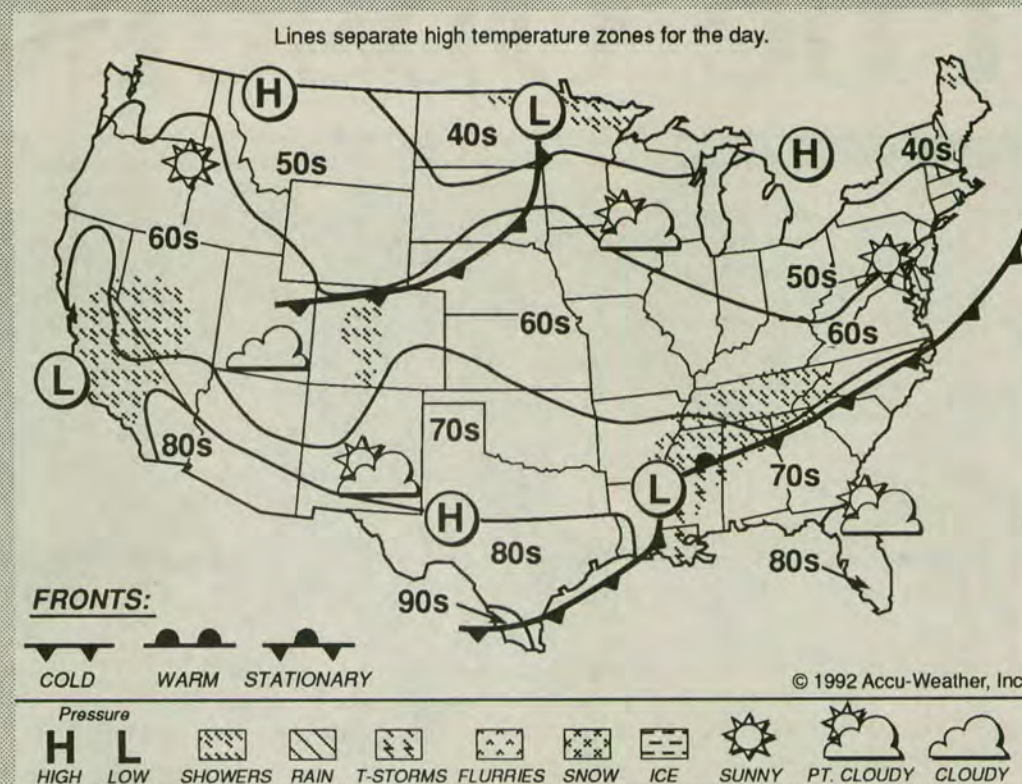 Lines separate high temperature zones for the day.
H
L
40s
50s
H
40s
60s
50s
60s
60s
L
80s
70s
L
70s
H
80s
80s
90s
FRONTS:
COLD WARM STATIONARY
© 1992 Accu-Weather, Inc
Pressure
H L
HIGH LOW SHOWERS RAIN T-STORMS FLURRIES SNOW ICE SUNNY PT. CLOUDY CLOUDY